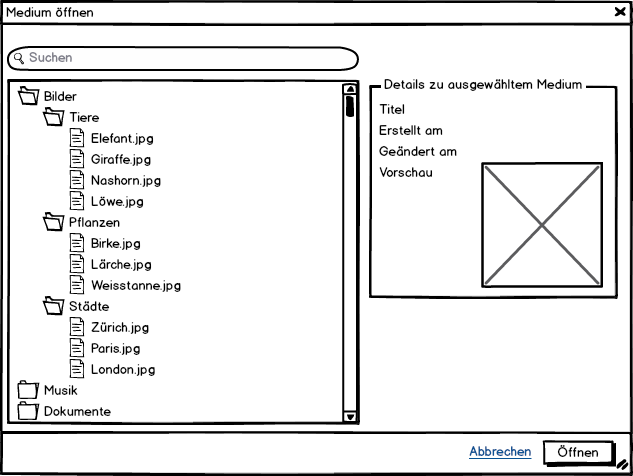 Medium öffnen
Suchen
Bilder
Tiere
Elefant.jpg
Giraffe.jpg
Nashorn.jpg
Löwe.jpg
Pflanzen
Birke.jpg
Lärche.jpg
Weisstanne.jpg
Städte
Zürich.jpg
Paris.jpg
London.jpg
Musik
Dokumente
Details zu ausgewähltem Medium
Titel
Erstellt am
Geändert am
Vorschau
Abbrechen
Öffnen